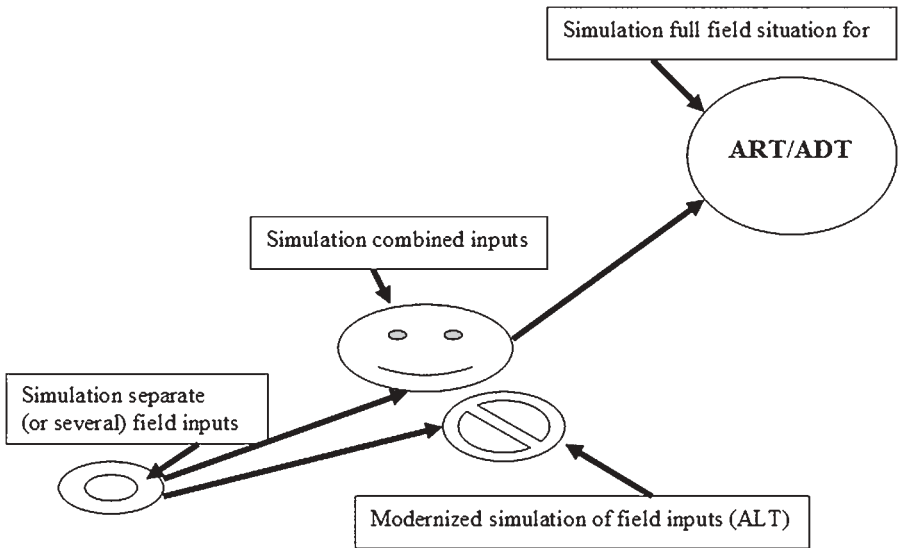 Simulation full field situation for
ART/ADT
Simulation combined inputs
Simulation separate
(or several) field inputs
Modernized simulation of field inputs (ALT)